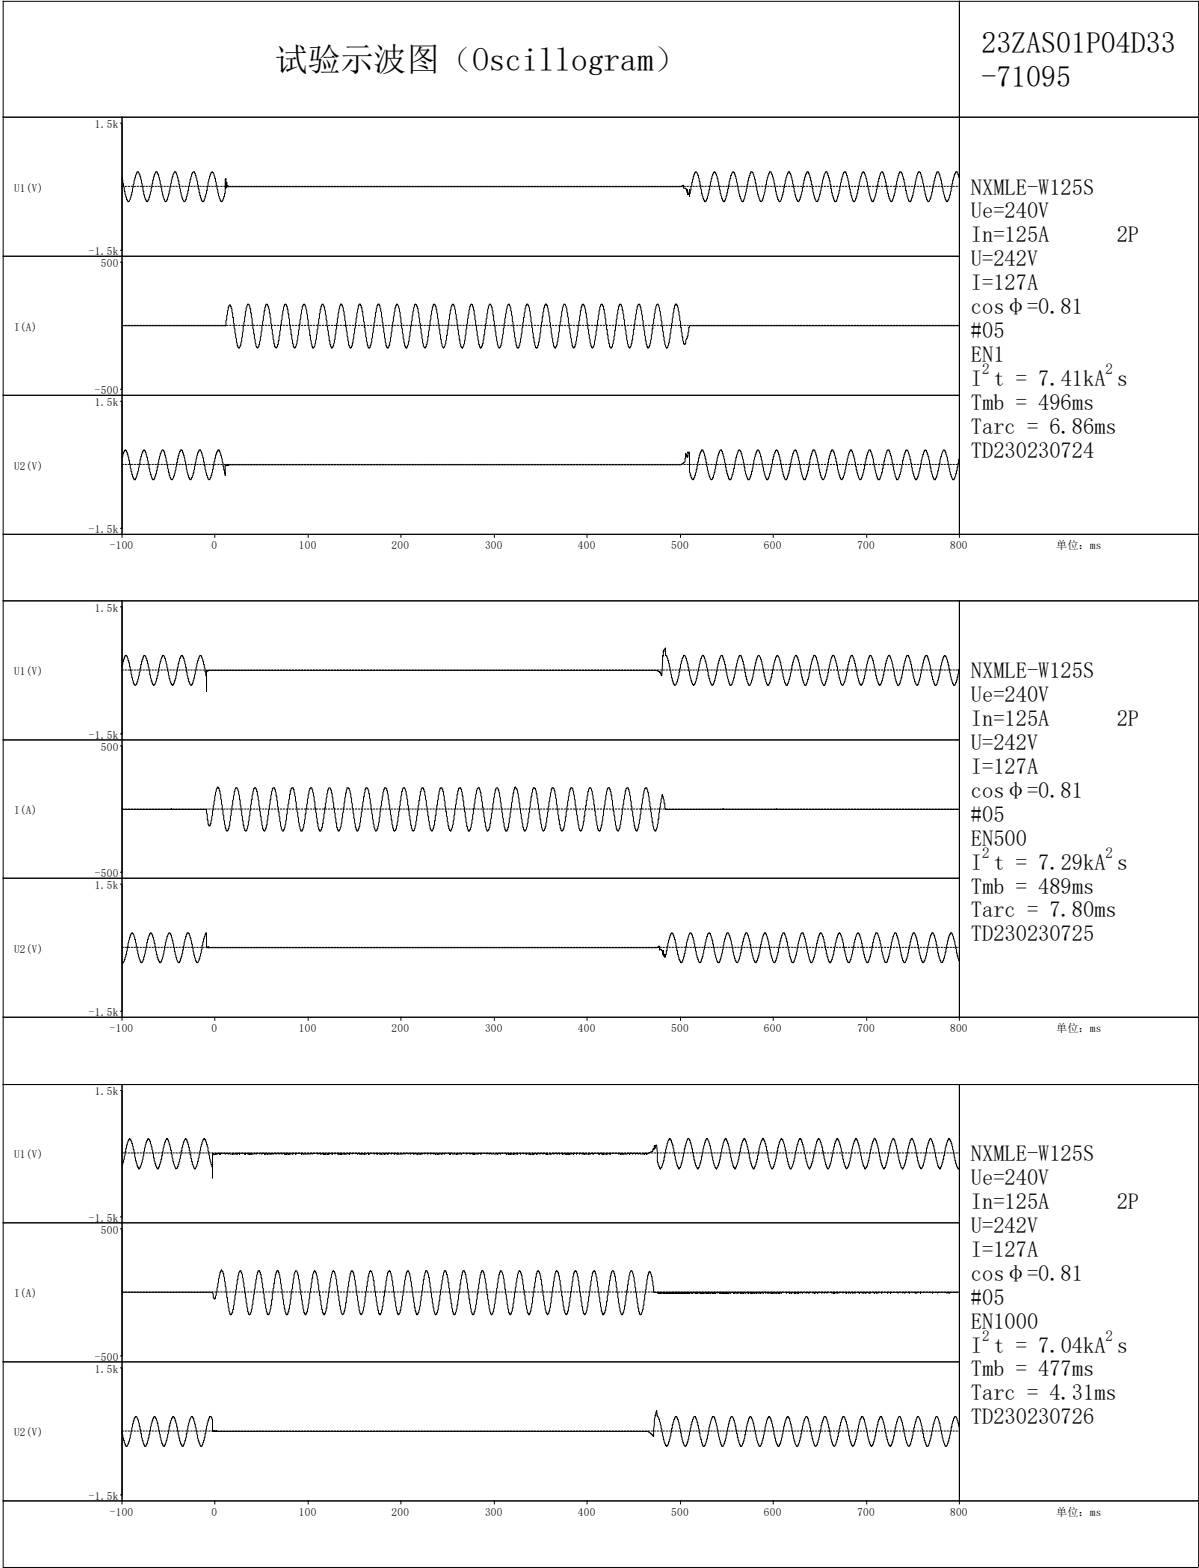 试验示波图（Oscillogram）
23ZAS01P04D33
-71095
1.5k
U1(V)
-1.5k
500
I(A)
-500
1.5k
U2(V)
-1.5k
-100 0 100 200 300 400 500 600 700 800 单位: ms
NXMLE-W125S
Ue=240V
In=125A 2P
U=242V
I=127A
cosφ=0.81
#05
EN1
I²t = 7.41kA²s
Tmb = 496ms
Tarc = 6.86ms
TD230230724
1.5k
U1(V)
-1.5k
500
I(A)
-500
1.5k
U2(V)
-1.5k
-100 0 100 200 300 400 500 600 700 800 单位: ms
NXMLE-W125S
Ue=240V
In=125A 2P
U=242V
I=127A
cosφ=0.81
#05
EN500
I²t = 7.29kA²s
Tmb = 489ms
Tarc = 7.80ms
TD230230725
1.5k
U1(V)
-1.5k
500
I(A)
-500
1.5k
U2(V)
-1.5k
-100 0 100 200 300 400 500 600 700 800 单位: ms
NXMLE-W125S
Ue=240V
In=125A 2P
U=242V
I=127A
cosφ=0.81
#05
EN1000
I²t = 7.04kA²s
Tmb = 477ms
Tarc = 4.31ms
TD230230726